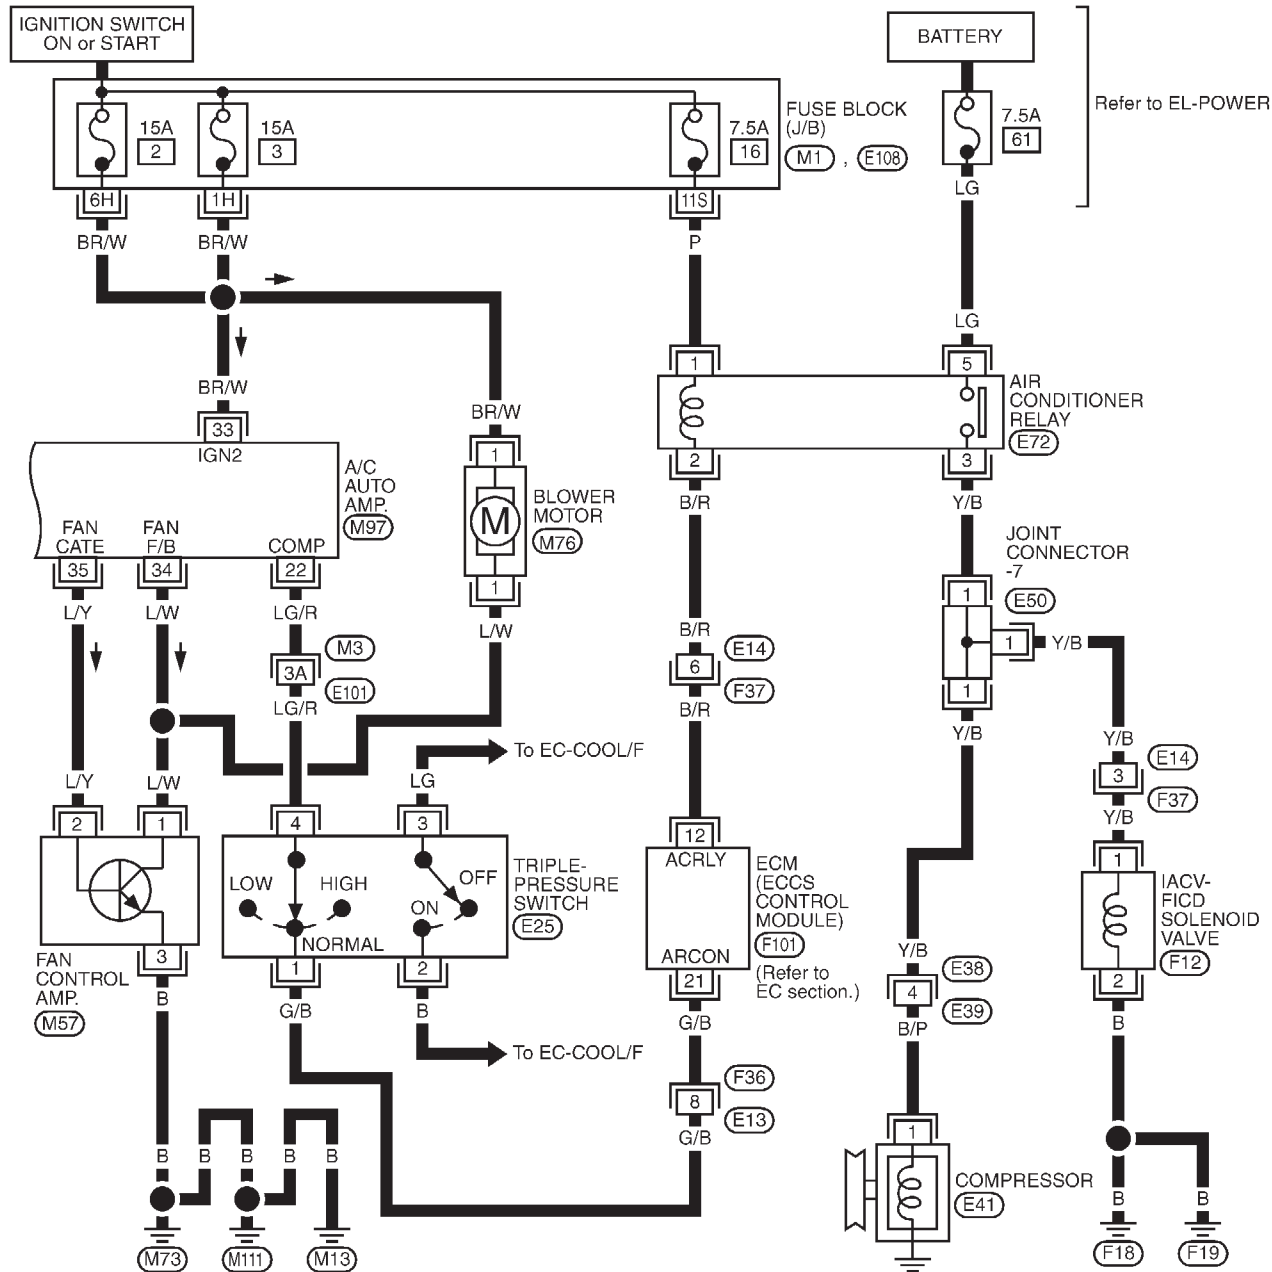 IGNITION SWITCH
ON or START
BATTERY
Refer to EL-POWER
15A
2
15A
3
7.5A
16
FUSE BLOCK
(J/B)
M1 , E108
7.5A
61
6H
1H
11S
LG
BR/W
BR/W
P
LG
BR/W
BR/W
33
IGN2
1
5
AIR
CONDITIONER
RELAY
E72
2
3
A/C
AUTO
AMP.
M97
1
M
BLOWER
MOTOR
M76
1
B/R
Y/B
FAN
CATE
FAN
F/B
COMP
35
34
22
JOINT
CONNECTOR
-7
E50
1
1
Y/B
1
L/Y
L/W
LG/R
L/W
B/R
M3
3A
E101
LG/R
E14
6
F37
B/R
Y/B
Y/B
E14
3
F37
Y/B
To EC-COOL/F
LG
L/Y
L/W
2
1
4
3
12
ACRLY
ECM
(ECCS
CONTROL
MODULE)
F101
(Refer to
EC section.)
ARCON
21
1
IACV-
FICD
SOLENOID
VALVE
F12
2
LOW
HIGH
NORMAL
OFF
ON
TRIPLE-
PRESSURE
SWITCH
E25
3
FAN
CONTROL
AMP.
M57
1
2
B
G/B
B
To EC-COOL/F
G/B
Y/B
E38
4
E39
B/P
B
F36
8
E13
G/B
1
COMPRESSOR
E41
B
B
B
B
B
B
B
M73
M111
M13
F18
F19